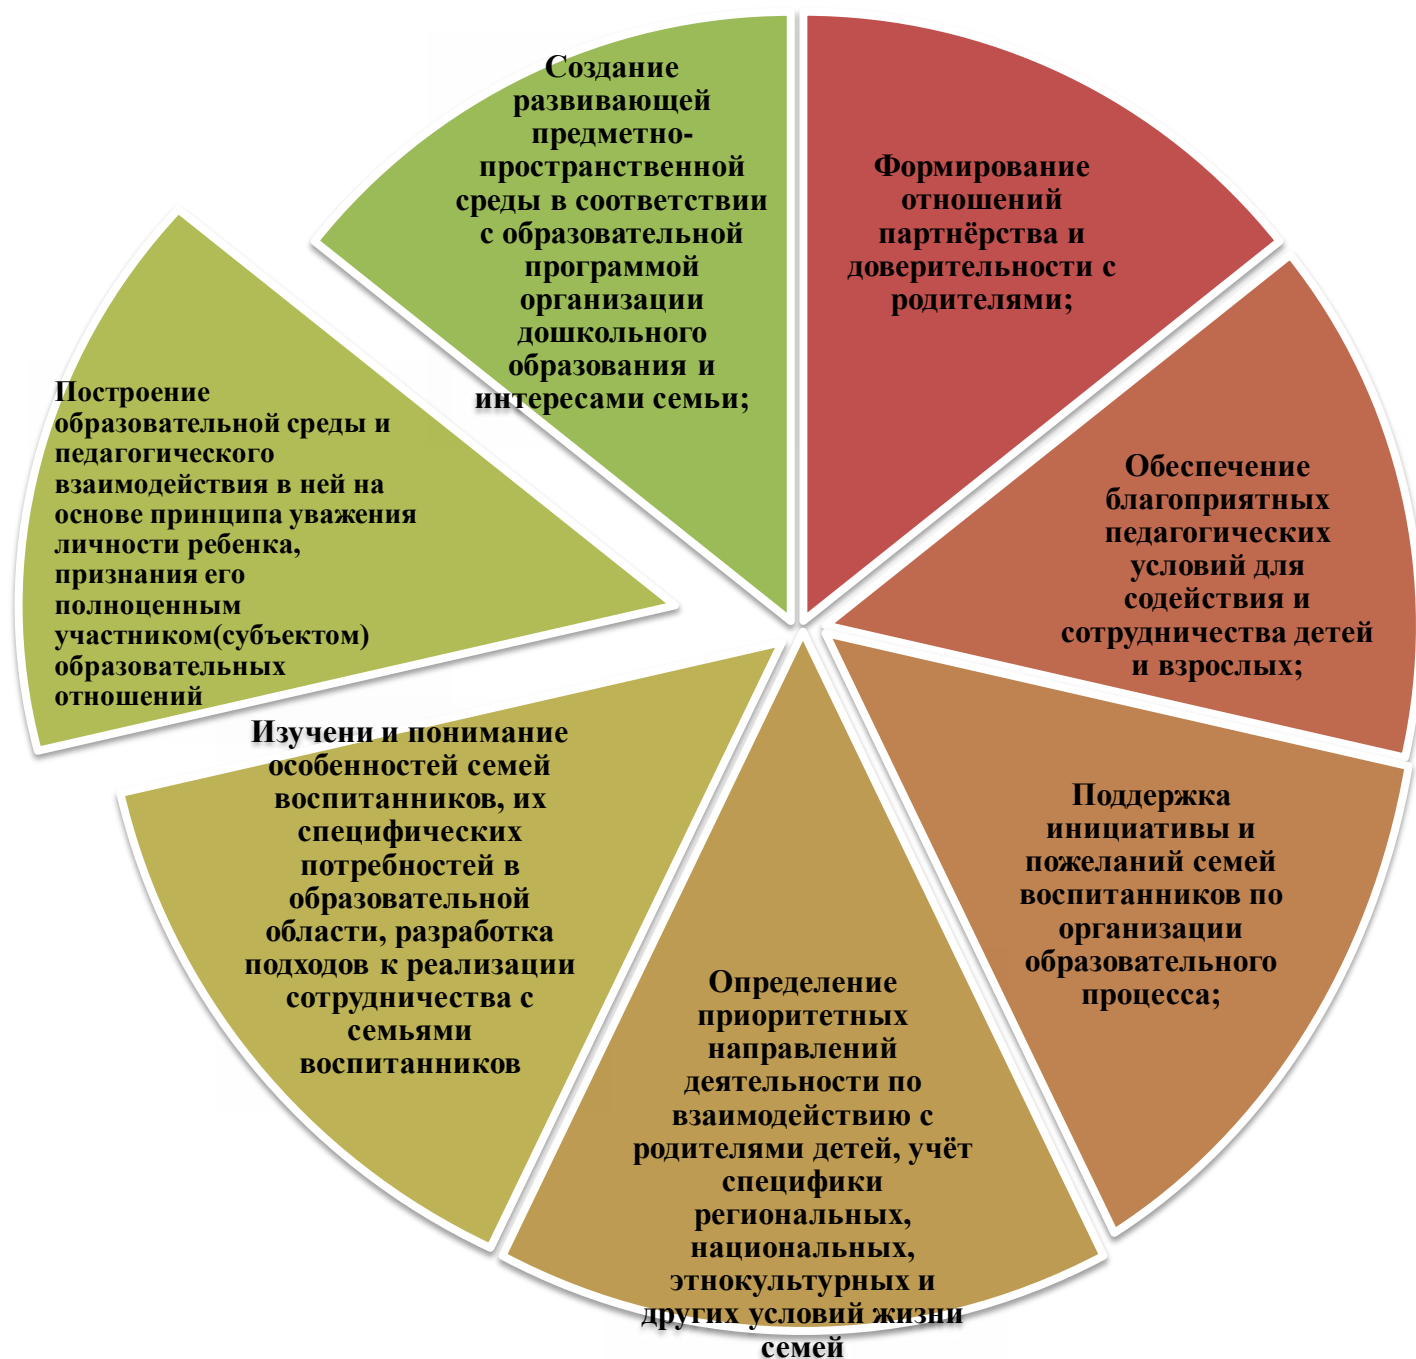 Создание
развивающей
предметно-
пространственной
среды в соответствии
с образовательной
программой
организации
дошкольного
образования и
интересами семьи;
Формирование
отношений
партнёрства и
доверительности с
родителями;
Обеспечение
благоприятных
педагогических
условий для
содействия и
сотрудничества детей
и взрослых;
Поддержка
инициативы и
пожеланий семей
воспитанников по
организации
образовательного
процесса;
Определение
приоритетных
направлений
деятельности по
взаимодействию с
родителями детей, учёт
специфики
региональных,
национальных,
этнокультурных и
других условий жизни
семей
Изучени и понимание
особенностей семей
воспитанников, их
специфических
потребностей в
образовательной
области, разработка
подходов к реализации
сотрудничества с
семьями
воспитанников
Построение
образовательной среды и
педагогического
взаимодействия в ней на
основе принципа уважения
личности ребенка,
признания его
полноценным
участником(субъектом)
образовательных
отношений